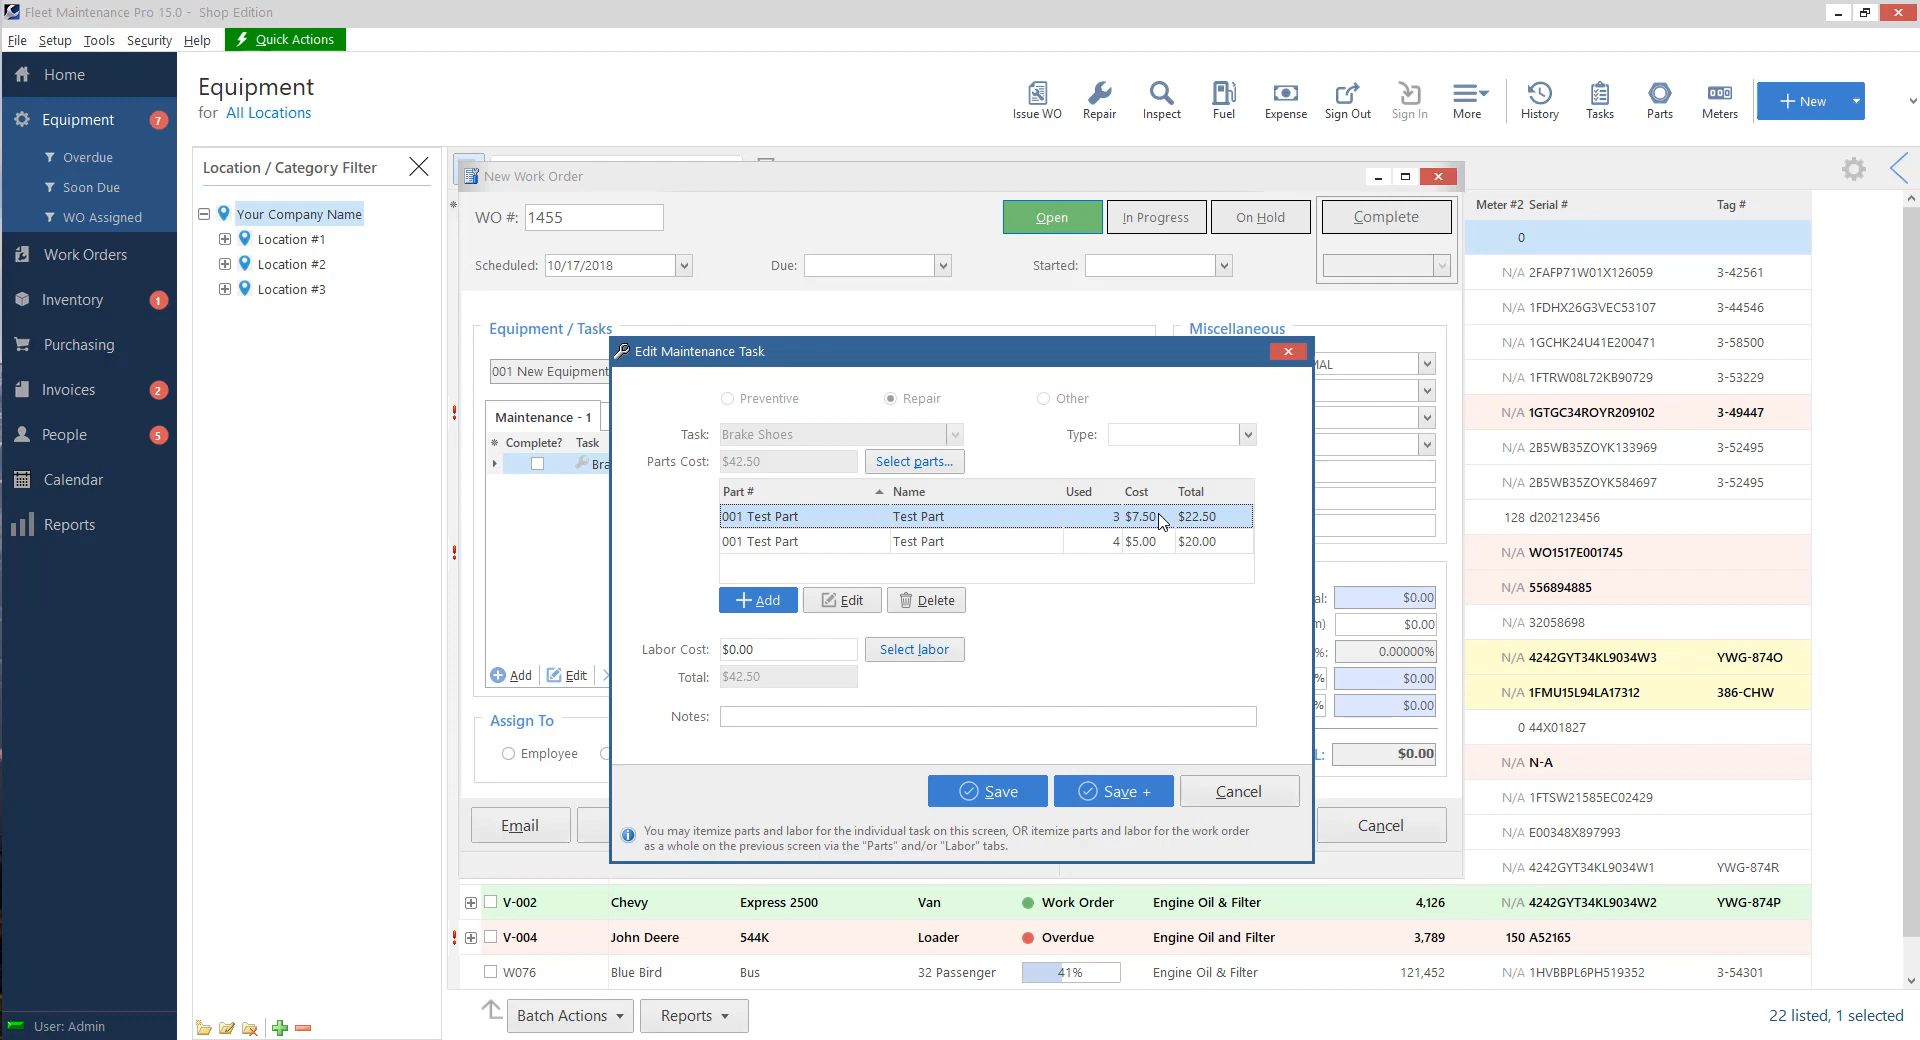 Fleet Maintenance Pro 15.0 - Shop Edition
File Setup Tools Security Help Quick Actions
Home
Equipment 7
Overdue
Soon Due
WO Assigned
Work Orders
Inventory 1
Purchasing
Invoices 2
People 5
Calendar
Reports
User: Admin
Equipment
for All Locations
Issue WO Repair Inspect Fuel Expense Sign Out Sign In More History Tasks Parts Meters New
Location / Category Filter
Your Company Name
Location #1
Location #2
Location #3
New Work Order
WO #: 1455 Open In Progress On Hold Complete
Scheduled: 10/17/2018 Due: Started:
Equipment / Tasks Miscellaneous
001 New Equipment
Maintenance - 1
Complete? Task
Bra
Add Edit
Assign To
Employee
Email
MAL
al: $0.00
m) $0.00
%: 0.00000%
% $0.00
% $0.00
L: $0.00
Cancel
Edit Maintenance Task
Preventive Repair Other
Task: Brake Shoes Type:
Parts Cost: $42.50 Select parts...
Part # Name Used Cost Total
001 Test Part Test Part 3 $7.50 $22.50
001 Test Part Test Part 4 $5.00 $20.00
Add Edit Delete
Labor Cost: $0.00 Select labor
Total: $42.50
Notes:
Save Save + Cancel
You may itemize parts and labor for the individual task on this screen, OR itemize parts and labor for the work order
as a whole on the previous screen via the "Parts" and/or "Labor" tabs.
Meter #2 Serial # Tag #
0
N/A 2FAFP71W01X126059 3-42561
N/A 1FDHX26G3VEC53107 3-44546
N/A 1GCHK24U41E200471 3-58500
N/A 1FTRW08L72KB90729 3-53229
N/A 1GTGC34ROYR209102 3-49447
N/A 2B5WB35ZOYK133969 3-52495
N/A 2B5WB35ZOYK584697 3-52495
128 d202123456
N/A WO1517E001745
N/A 556894885
N/A 32058698
N/A 4242GYT34KL9034W3 YWG-874O
N/A 1FMU15L94LA17312 386-CHW
0 44X01827
N/A N-A
N/A 1FTSW21585EC02429
N/A E00348X897993
N/A 4242GYT34KL9034W1 YWG-874R
V-002 Chevy Express 2500 Van Work Order Engine Oil & Filter 4,126 N/A 4242GYT34KL9034W2 YWG-874P
V-004 John Deere 544K Loader Overdue Engine Oil and Filter 3,789 150 A52165
W076 Blue Bird Bus 32 Passenger 41% Engine Oil & Filter 121,452 N/A 1HVBBPL6PH519352 3-54301
Batch Actions Reports
22 listed, 1 selected